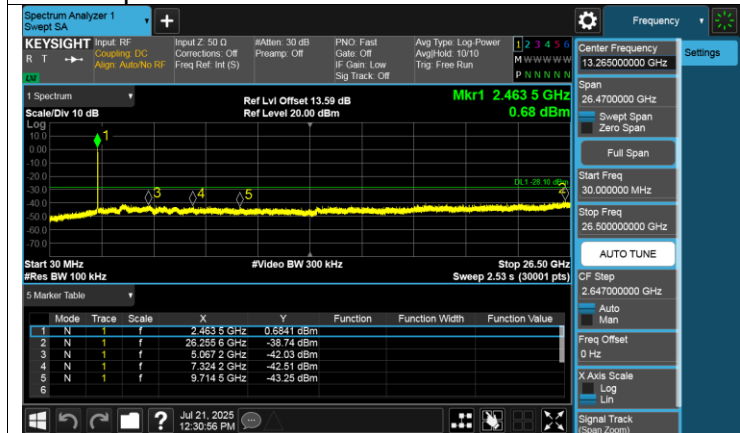 Spectrum Analyzer 1
Swept SA
+
Frequency
KEYSIGHT
R T
LXI
Input: RF
Coupling: DC
Align: Auto/No RF
Input Z: 50 Ω
Corrections: Off
Freq Ref: Int (S)
#Atten: 30 dB
Preamp: Off
PNO: Fast
Gate: Off
IF Gain: Low
Sig Track: Off
Avg Type: Log-Power
Avg|Hold: 10/10
Trig: Free Run
1 2 3 4 5 6
M W W W W W
P N N N N N
1 Spectrum
Scale/Div 10 dB
Ref Lvl Offset 13.59 dB
Ref Level 20.00 dBm
Mkr1 2.463 5 GHz
0.68 dBm
Log
10.0
0.00
-10.0
-20.0
-30.0
-40.0
-50.0
-60.0
-70.0
1
3
4
5
2
DL1 -28.10 dBm
Start 30 MHz
#Res BW 100 kHz
#Video BW 300 kHz
Stop 26.50 GHz
Sweep 2.53 s (30001 pts)
5 Marker Table
Mode Trace Scale X Y Function Function Width Function Value
1 N 1 f 2.463 5 GHz 0.6841 dBm
2 N 1 f 26.255 6 GHz -38.74 dBm
3 N 1 f 5.067 2 GHz -42.03 dBm
4 N 1 f 7.324 2 GHz -42.51 dBm
5 N 1 f 9.714 5 GHz -43.25 dBm
6
?
Jul 21, 2025
12:30:56 PM
Center Frequency
13.265000000 GHz
Span
26.4700000 GHz
Swept Span
Zero Span
Full Span
Start Freq
30.000000 MHz
Stop Freq
26.500000000 GHz
AUTO TUNE
CF Step
2.647000000 GHz
Auto
Man
Freq Offset
0 Hz
X Axis Scale
Log
Lin
Signal Track
(Span Zoom)
Settings